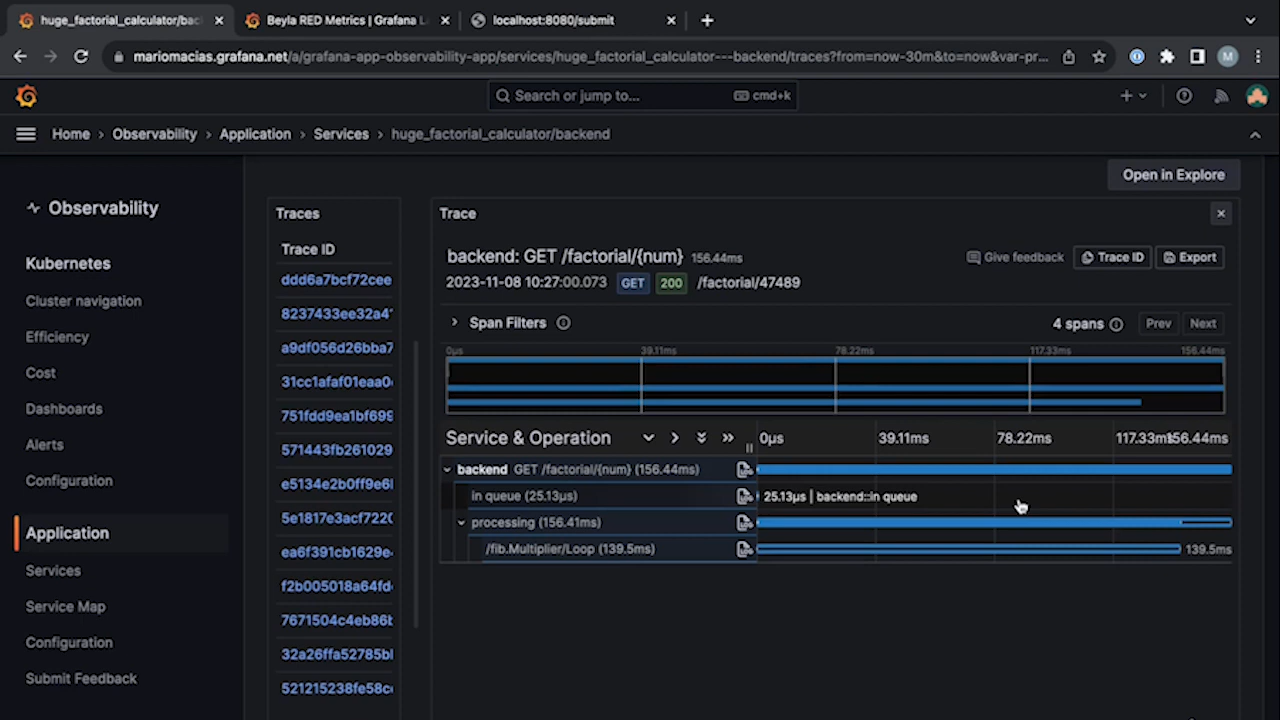 huge_factorial_calculator/bac
Beyla RED Metrics | Grafana L
localhost:8080/submit
mariomacias.grafana.net/a/grafana-app-observability-app/services/huge_factorial_calculator---backend/traces?from=now-30m&to=now&var-pr...
M
Search or jump to...
cmd+k
Home › Observability › Application › Services › huge_factorial_calculator/backend
Open in Explore
Observability
Kubernetes
Cluster navigation
Efficiency
Cost
Dashboards
Alerts
Configuration
Application
Services
Service Map
Configuration
Submit Feedback
Traces
Trace ID
ddd6a7bcf72cee
8237433ee32a4
a9df056d26bba7
31cc1afaf01eaa0
751fdd9ea1bf699
571443fb261029
e5134e2b0ff9e6
5e1817e3acf7220
ea6f391cb1629e
f2b005018a64fd
7671504c4eb86b
32a26ffa52785b
521215238fe58c
Trace
backend: GET /factorial/{num} 156.44ms
Give feedback
Trace ID
Export
2023-11-08 10:27:00.073 GET 200 /factorial/47489
Span Filters
4 spans
Prev
Next
0µs 39.11ms 78.22ms 117.33ms 156.44ms
Service & Operation
0µs 39.11ms 78.22ms 117.33ms 156.44ms
backend GET /factorial/{num} (156.44ms)
in queue (25.13µs)
25.13µs | backend::in queue
processing (156.41ms)
/fib.Multiplier/Loop (139.5ms)
139.5ms